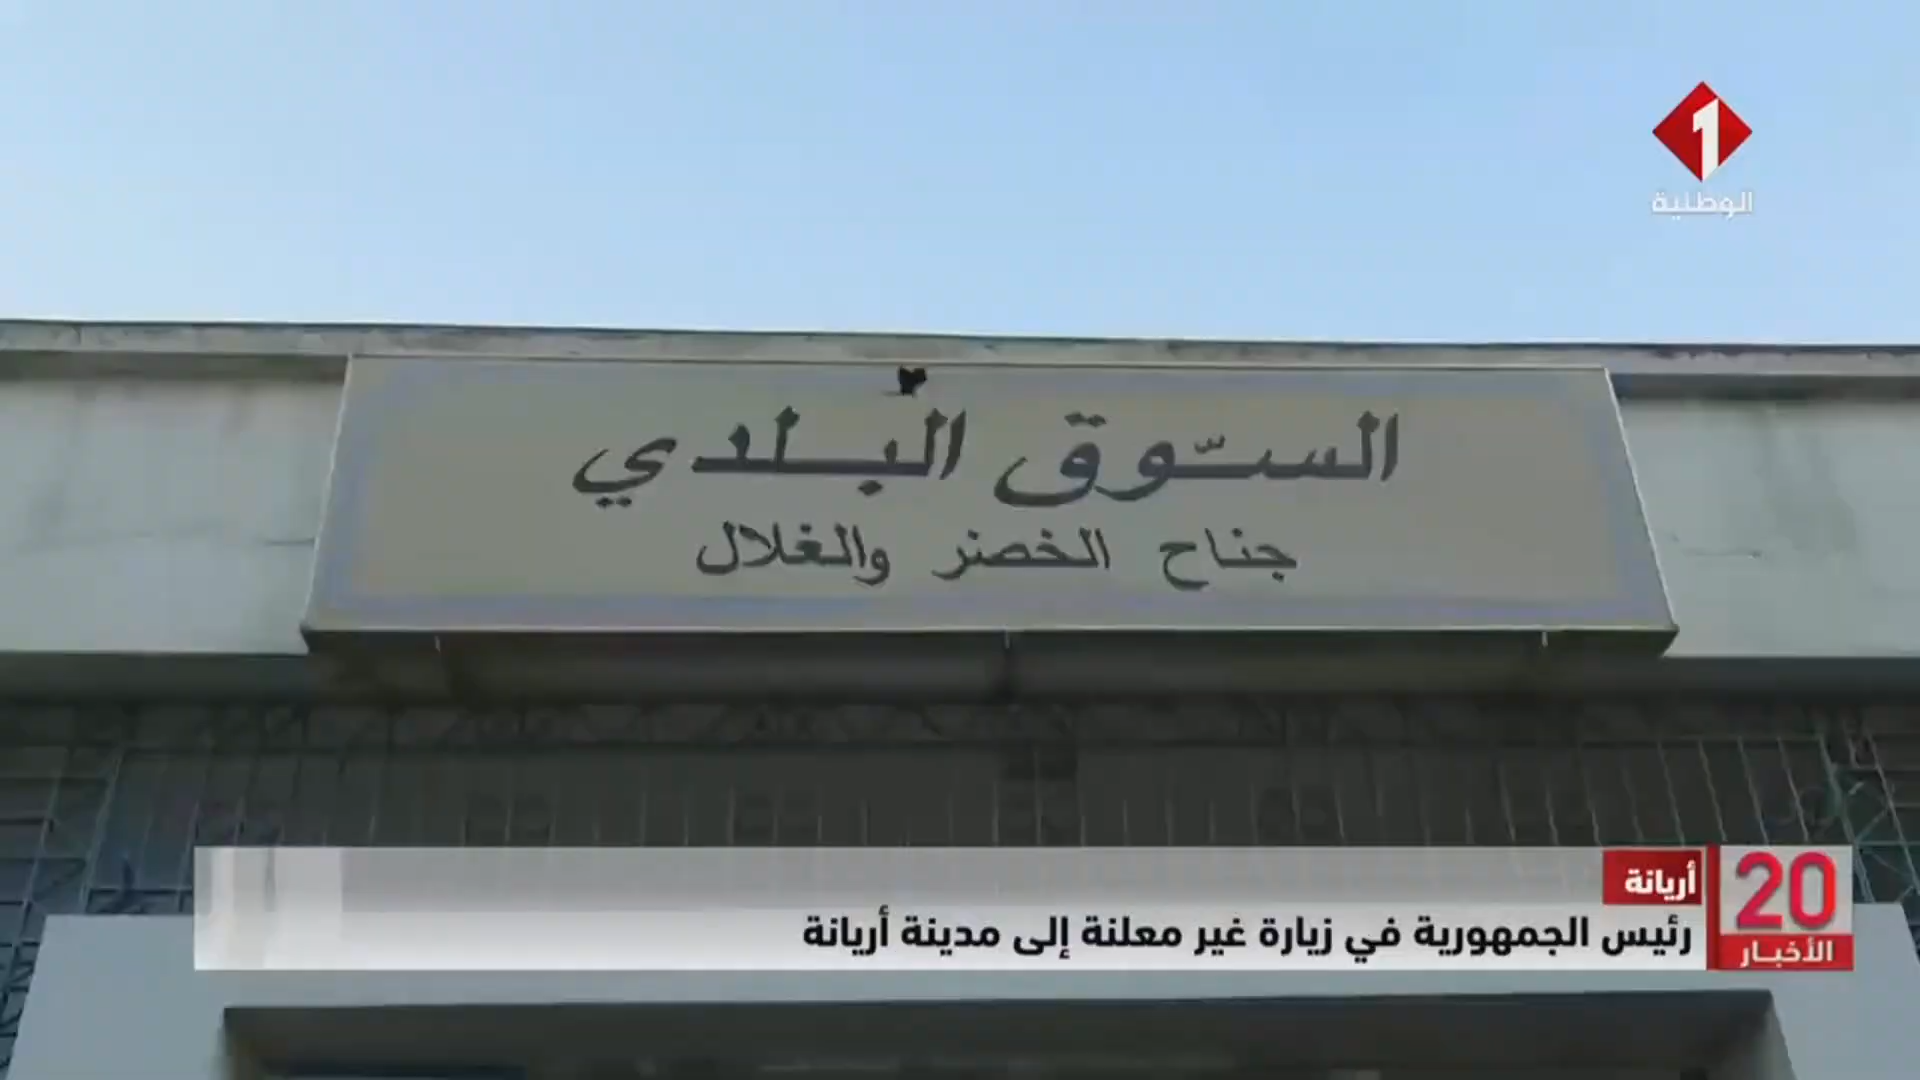 1
الوطنية
السّوق البلدي
جناح الخضر والغلال
أريانة
رئيس الجمهورية في زيارة غير معلنة إلى مدينة أريانة
20
الأخبار